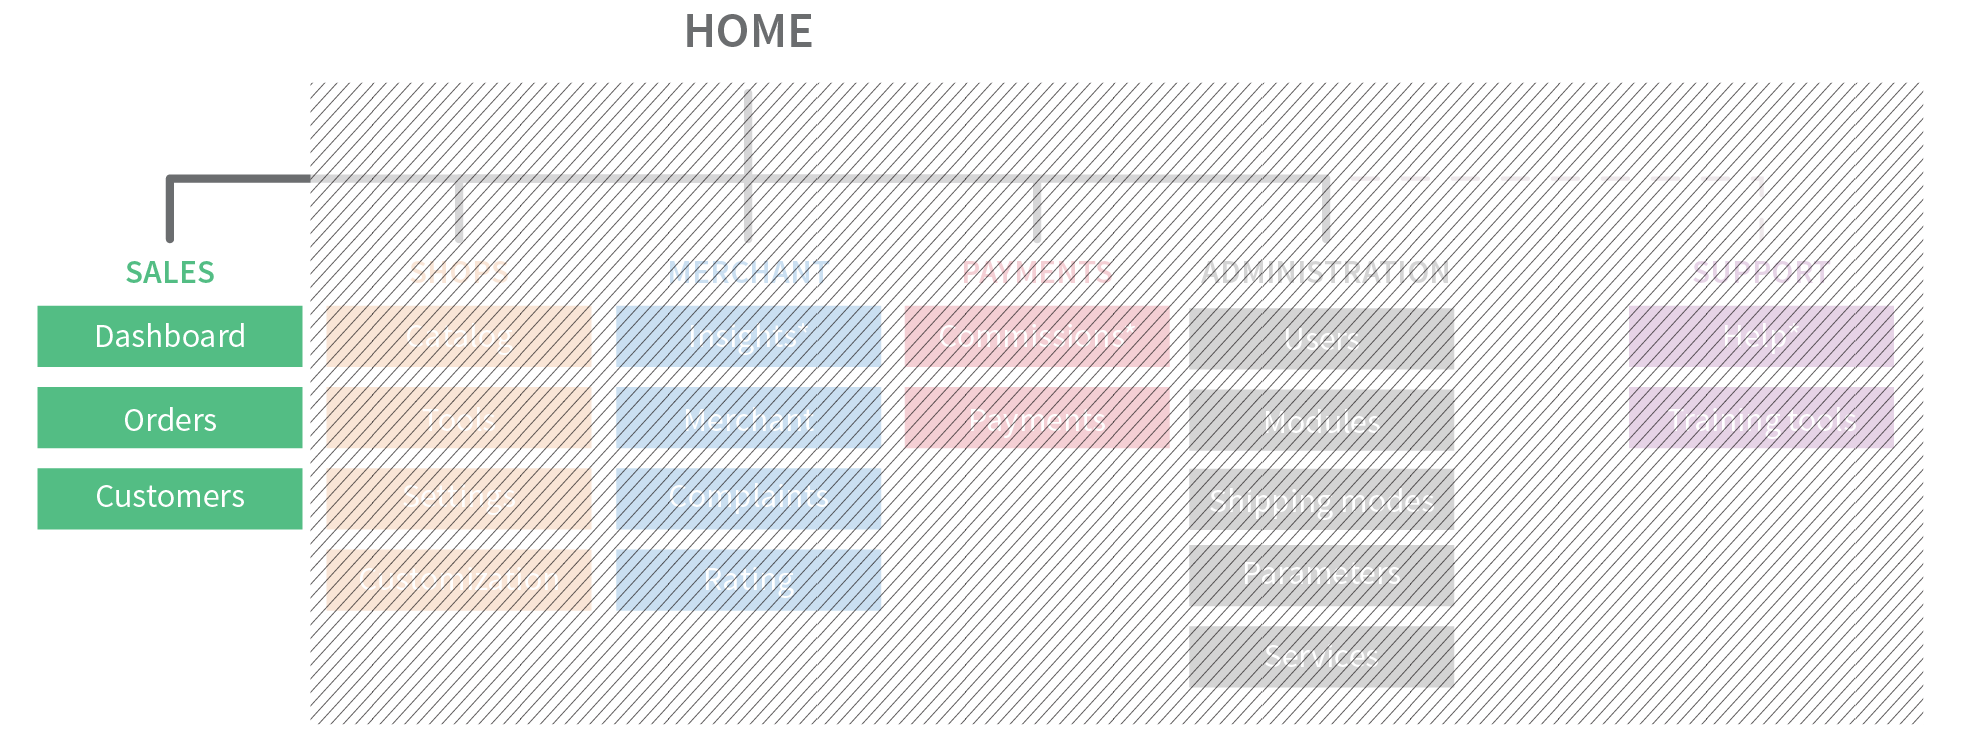 HOME
SALES
Dashboard
Orders
Customers
SHOPS
Catalog
Tools
Settings
Customization
MERCHANT
Insights*
Merchant
Complaints
Rating
PAYMENTS
Commissions*
Payments
ADMINISTRATION
Users
Modules
Shipping modes
Parameters
Services
SUPPORT
Help*
Training tools